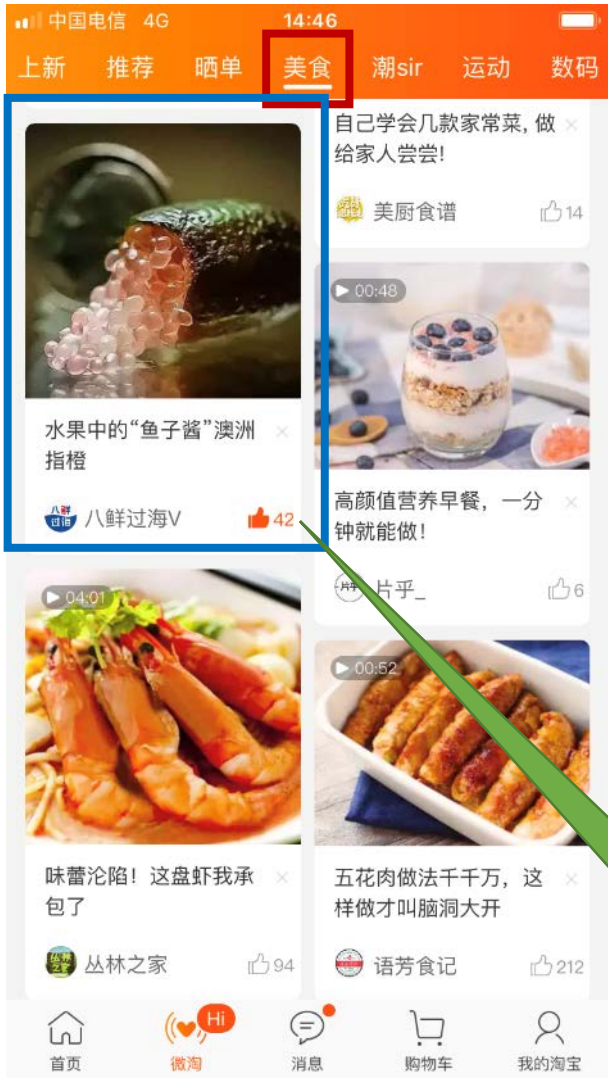 中国电信 4G 14:46
上新 推荐 晒单 美食 潮sir 运动 数码
水果中的“鱼子酱”澳洲
指橙
八鲜过海V 42
04:01
味蕾沦陷！这盘虾我承
包了
丛林之家 94
自己学会几款家常菜, 做
给家人尝尝!
美厨食谱 14
00:48
高颜值营养早餐，一分
钟就能做！
片乎_ 6
00:52
五花肉做法千千万，这
样做才叫脑洞大开
语芳食记 212
Hi
首页 微淘 消息 购物车 我的淘宝